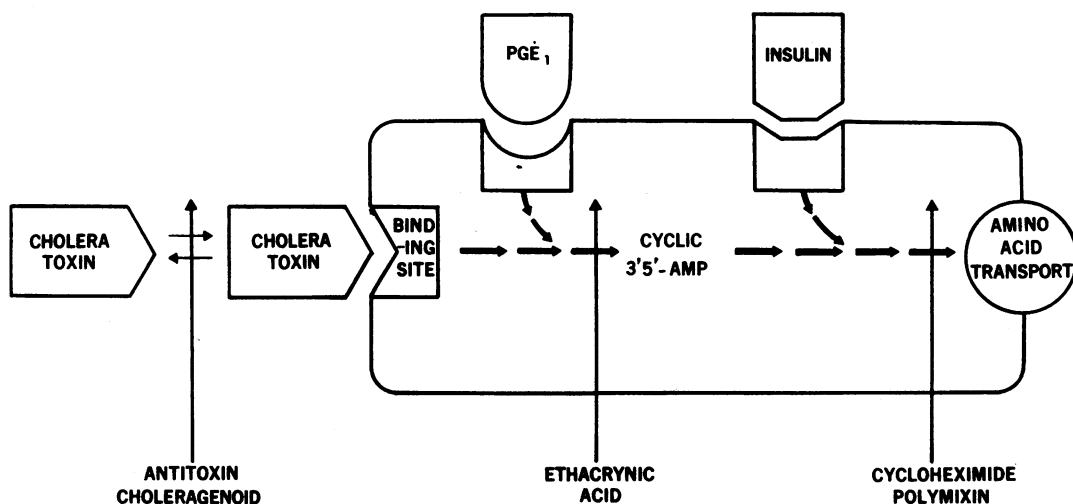 PGE1
INSULIN
CHOLERA
TOXIN
CHOLERA
TOXIN
BIND
-ING
SITE
CYCLIC
3'5'-AMP
AMINO
ACID
TRANSPORT
ANTITOXIN
CHOLERAGENOID
ETHACRYNIC
ACID
CYCLOHEXIMIDE
POLYMIXIN